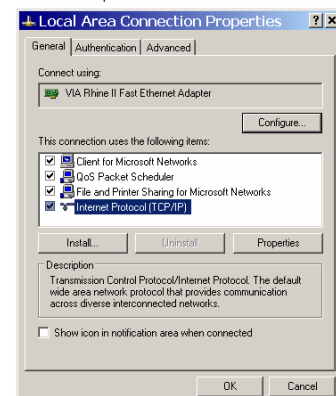 Local Area Connection Properties
General
Authentication
Advanced
Connect using:
VIA Rhine II Fast Ethernet Adapter
Configure...
This connection uses the following items:
Client for Microsoft Networks
QoS Packet Scheduler
File and Printer Sharing for Microsoft Networks
Internet Protocol (TCP/IP)
Install...
Uninstall
Properties
Description
Transmission Control Protocol/Internet Protocol. The default
wide area network protocol that provides communication
across diverse interconnected networks.
Show icon in notification area when connected
OK
Cancel